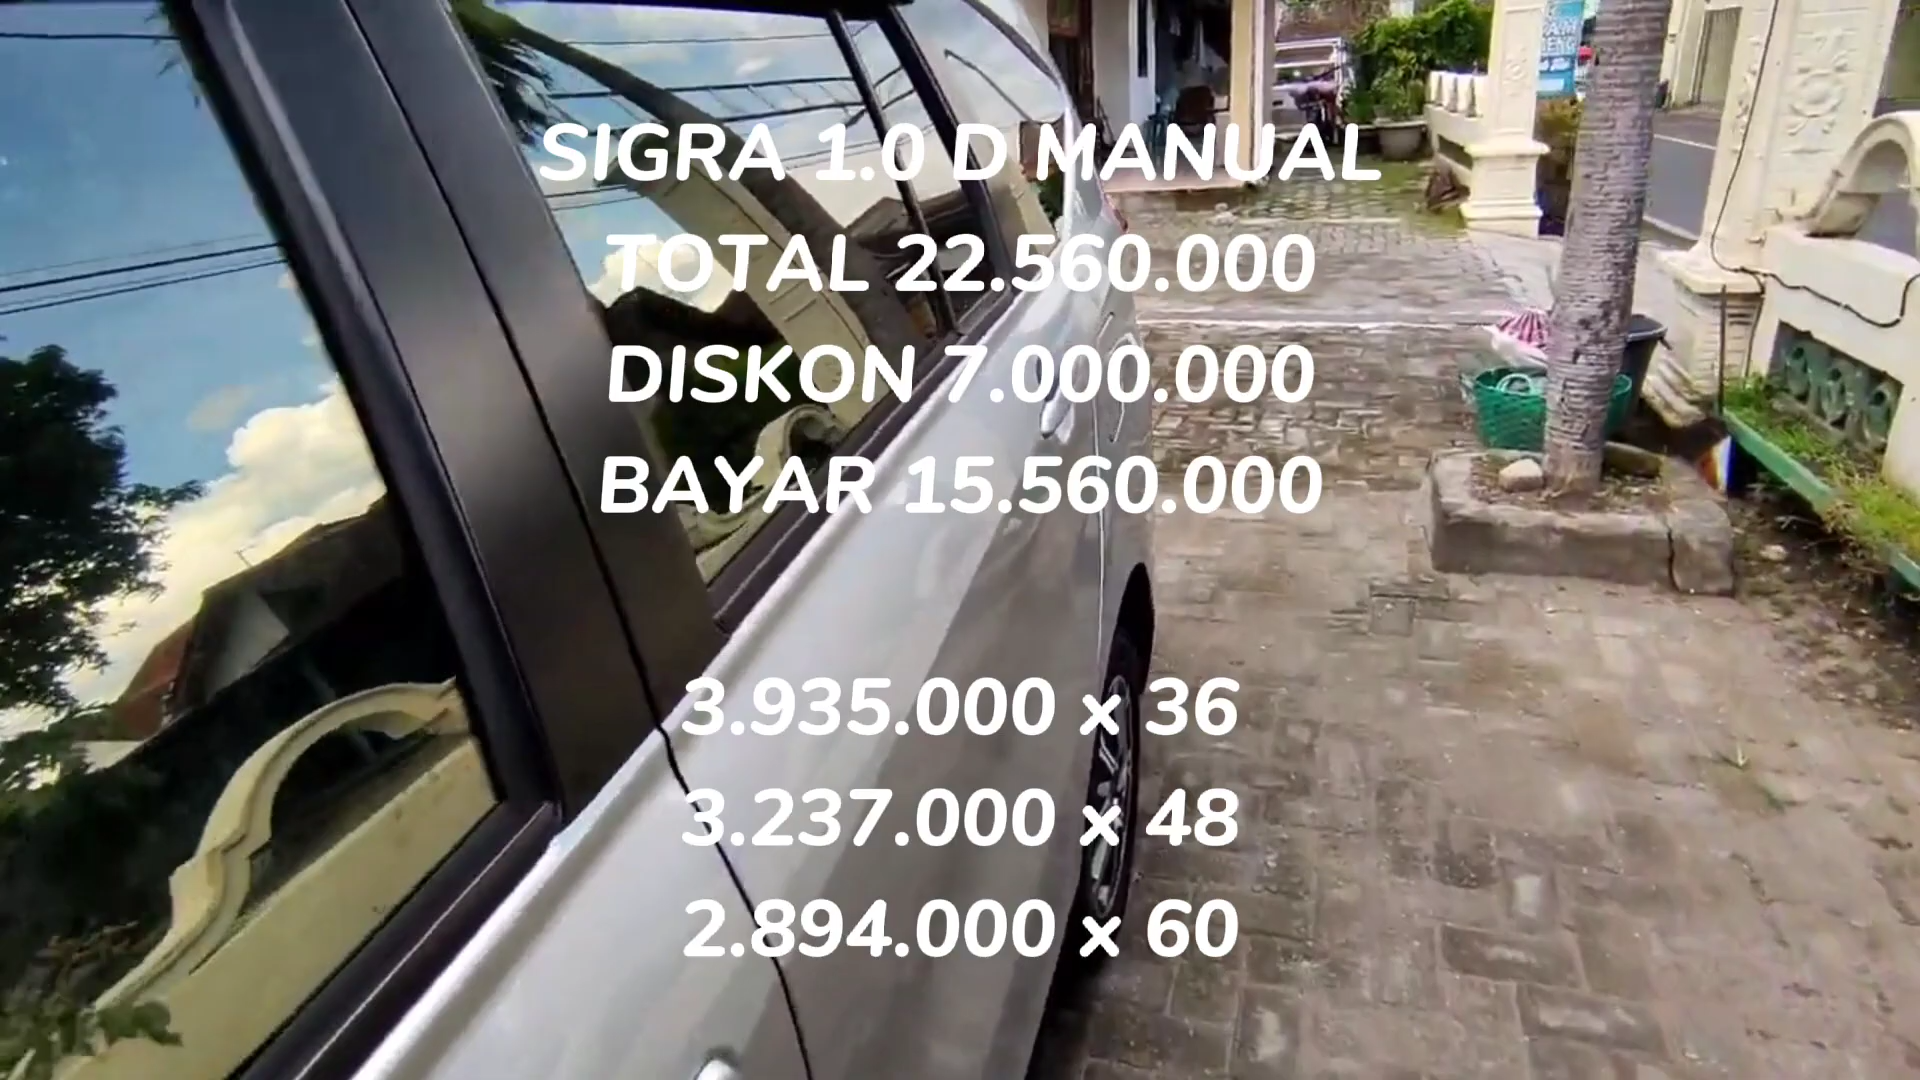 SIGRA 1.0 D MANUAL
TOTAL 22.560.000
DISKON 7.000.000
BAYAR 15.560.000
3.935.000 x 36
3.237.000 x 48
2.894.000 x 60